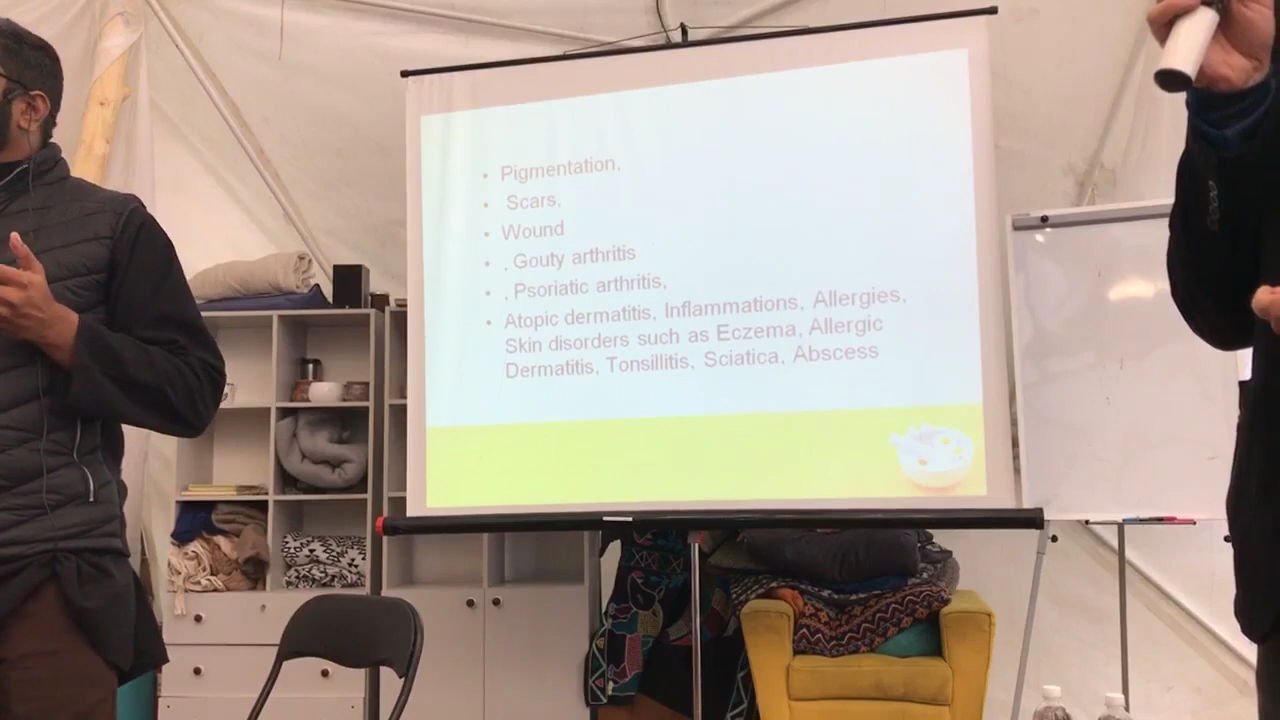 • Pigmentation,
• Scars,
• Wound
• , Gouty arthritis
• , Psoriatic arthritis,
• Atopic dermatitis, Inflammations, Allergies,
Skin disorders such as Eczema, Allergic
Dermatitis, Tonsillitis, Sciatica, Abscess